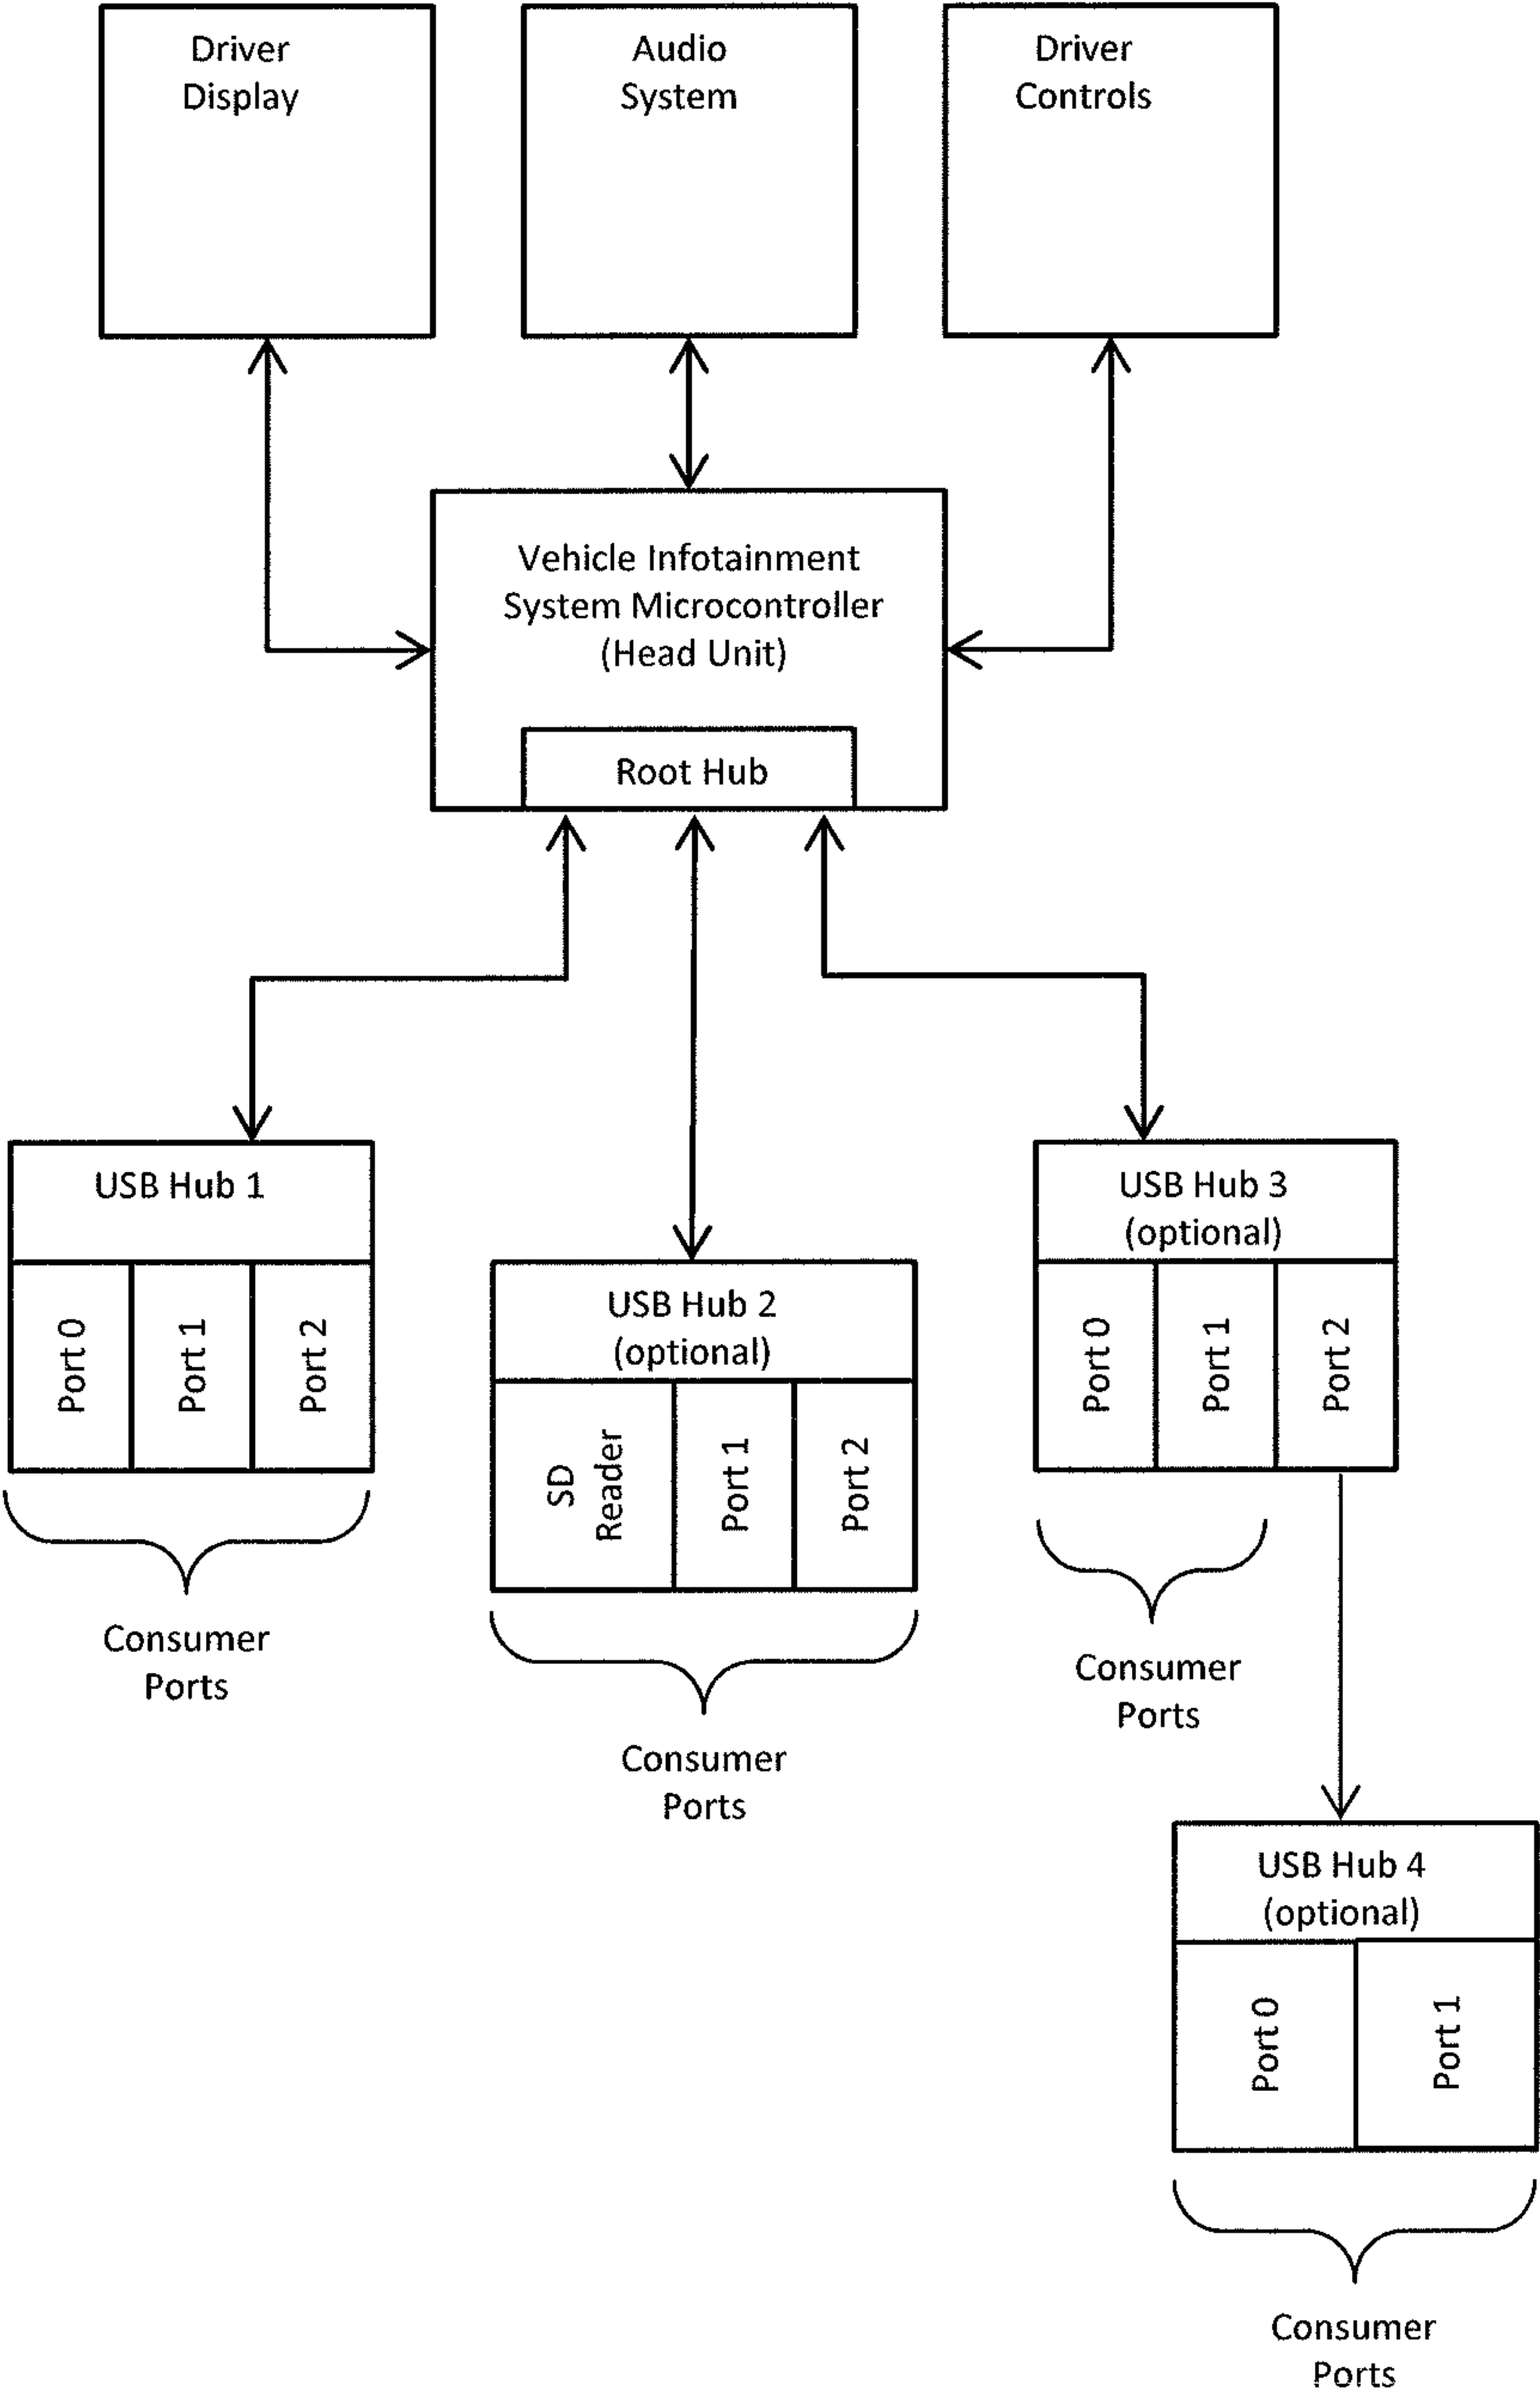 Driver
Display
Audio
System
Driver
Controls
Vehicle Infotainment
System Microcontroller
(Head Unit)
Root Hub
USB Hub 1
Port 0
Port 1
Port 2
Consumer
Ports
USB Hub 2
(optional)
SD
Reader
Port 1
Port 2
Consumer
Ports
USB Hub 3
(optional)
Port 0
Port 1
Port 2
Consumer
Ports
USB Hub 4
(optional)
Port 0
Port 1
Consumer
Ports